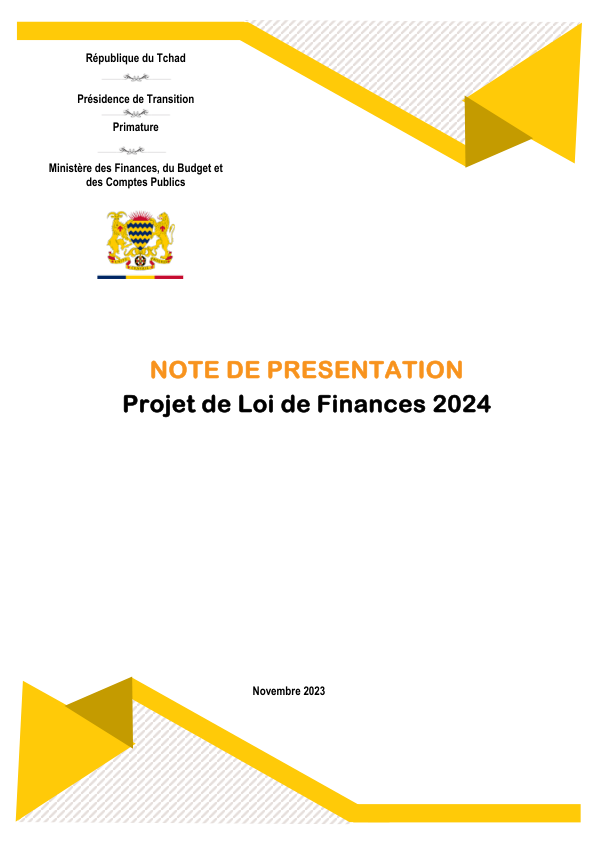 République du Tchad
Présidence de Transition
Primature
Ministère des Finances, du Budget et
des Comptes Publics
NOTE DE PRESENTATION
Projet de Loi de Finances 2024
Novembre 2023